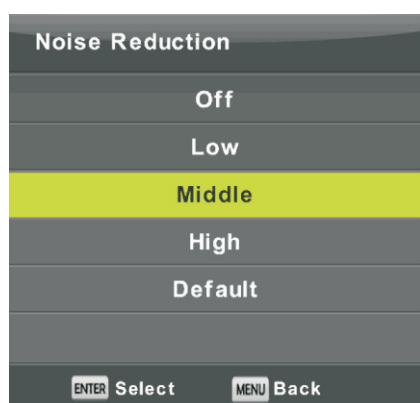 Noise Reduction
Off
Low
Middle
High
Default
ENTER Select MENU Back